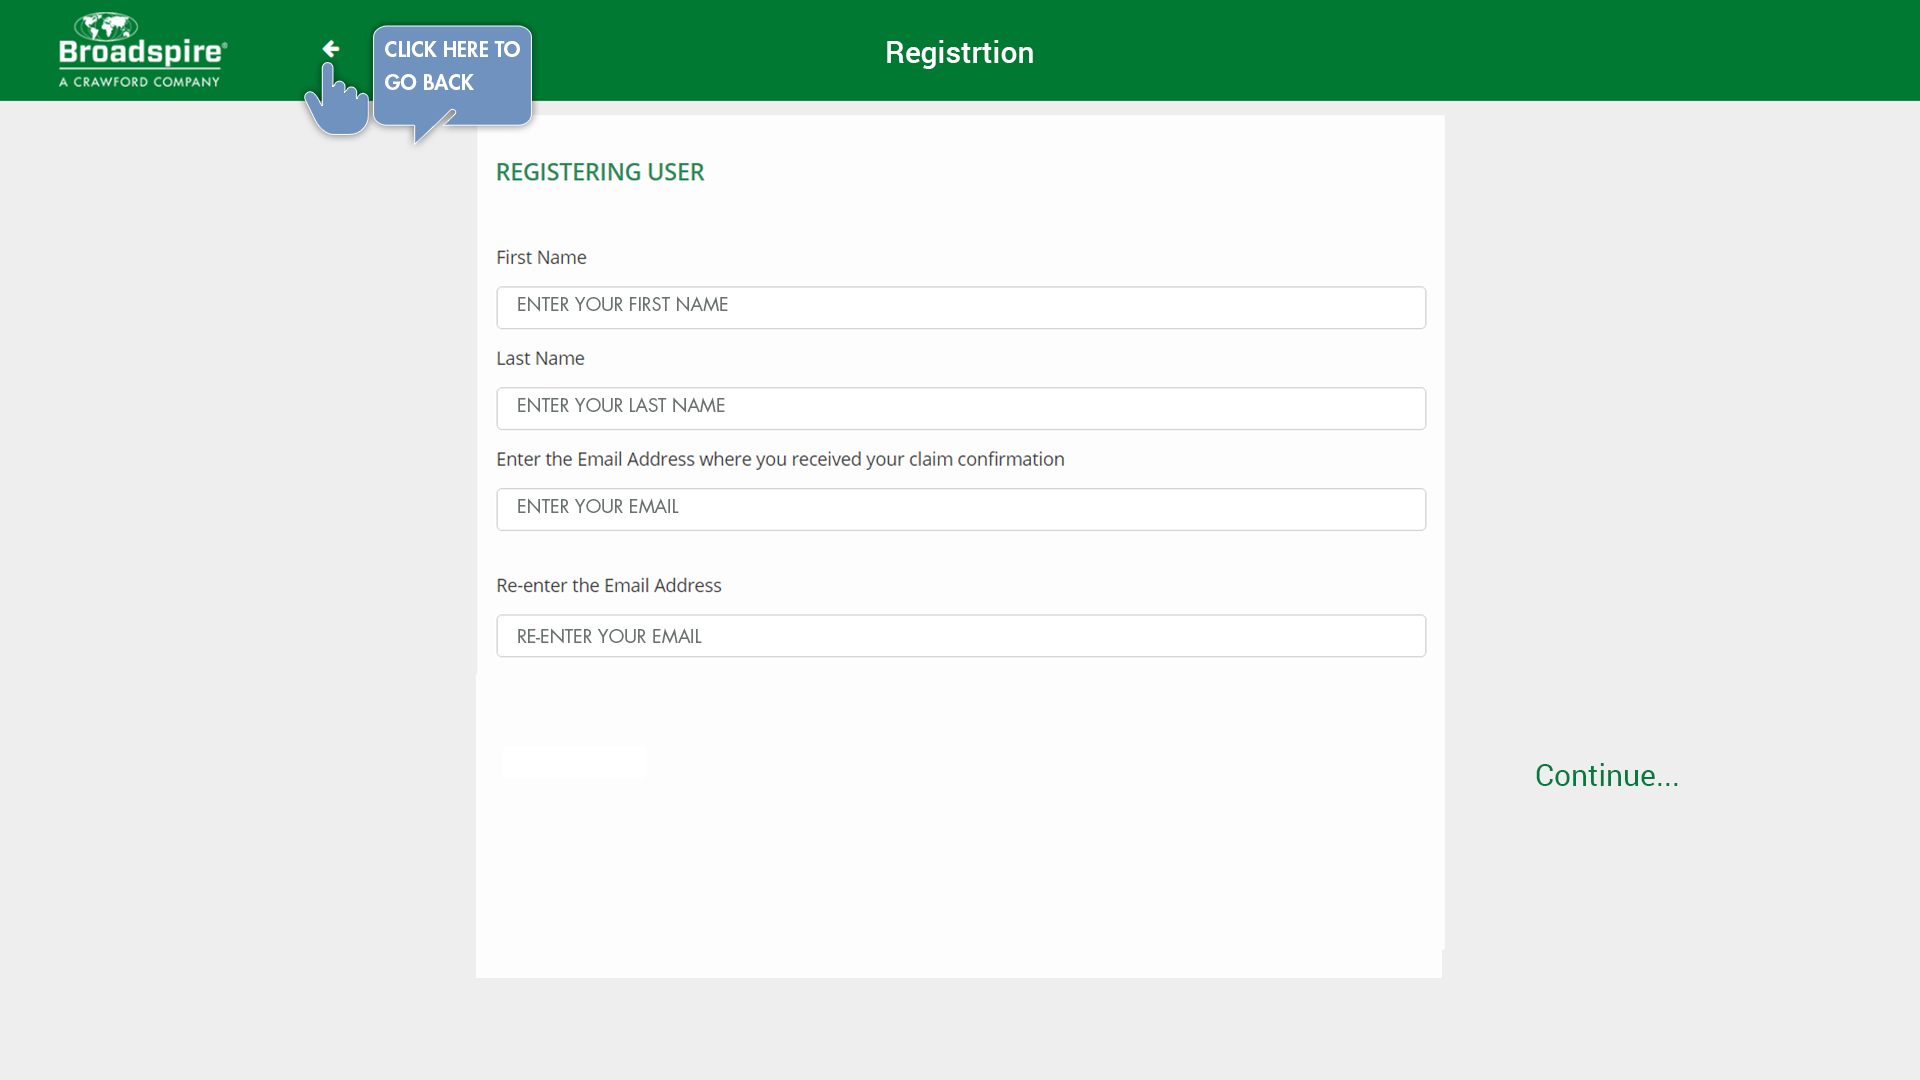 Broadspire®
A CRAWFORD COMPANY
CLICK HERE TO
GO BACK
Registrtion
REGISTERING USER
First Name
ENTER YOUR FIRST NAME
Last Name
ENTER YOUR LAST NAME
Enter the Email Address where you received your claim confirmation
ENTER YOUR EMAIL
Re-enter the Email Address
RE-ENTER YOUR EMAIL
Continue...